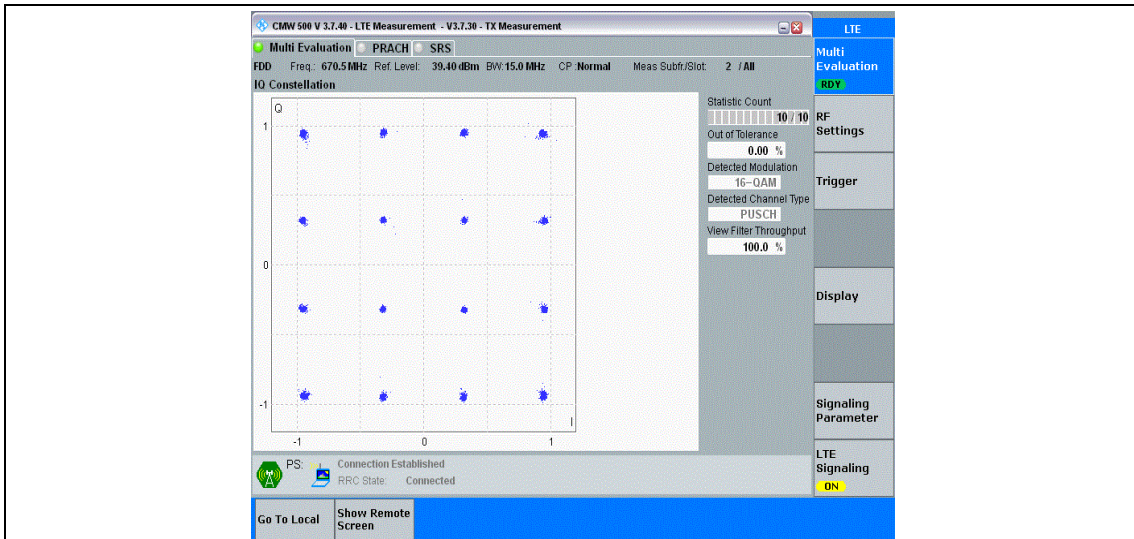 CMW 500 V 3.7.40 - LTE Measurement - V3.7.30 - TX Measurement
LTE
Multi Evaluation PRACH SRS
Multi
Evaluation
RDY
FDD Freq.: 670.5 MHz Ref. Level: 39.40 dBm BW: 15.0 MHz CP :Normal Meas Subfr./Slot: 2 / All
IQ Constellation
Q
1
0
-1
I
-1 0 1
Statistic Count
10 / 10
Out of Tolerance
0.00 %
Detected Modulation
16-QAM
Detected Channel Type
PUSCH
View Filter Throughput
100.0 %
RF
Settings
Trigger
Display
Signaling
Parameter
LTE
Signaling
ON
PS: Connection Established
RRC State: Connected
Go To Local
Show Remote
Screen